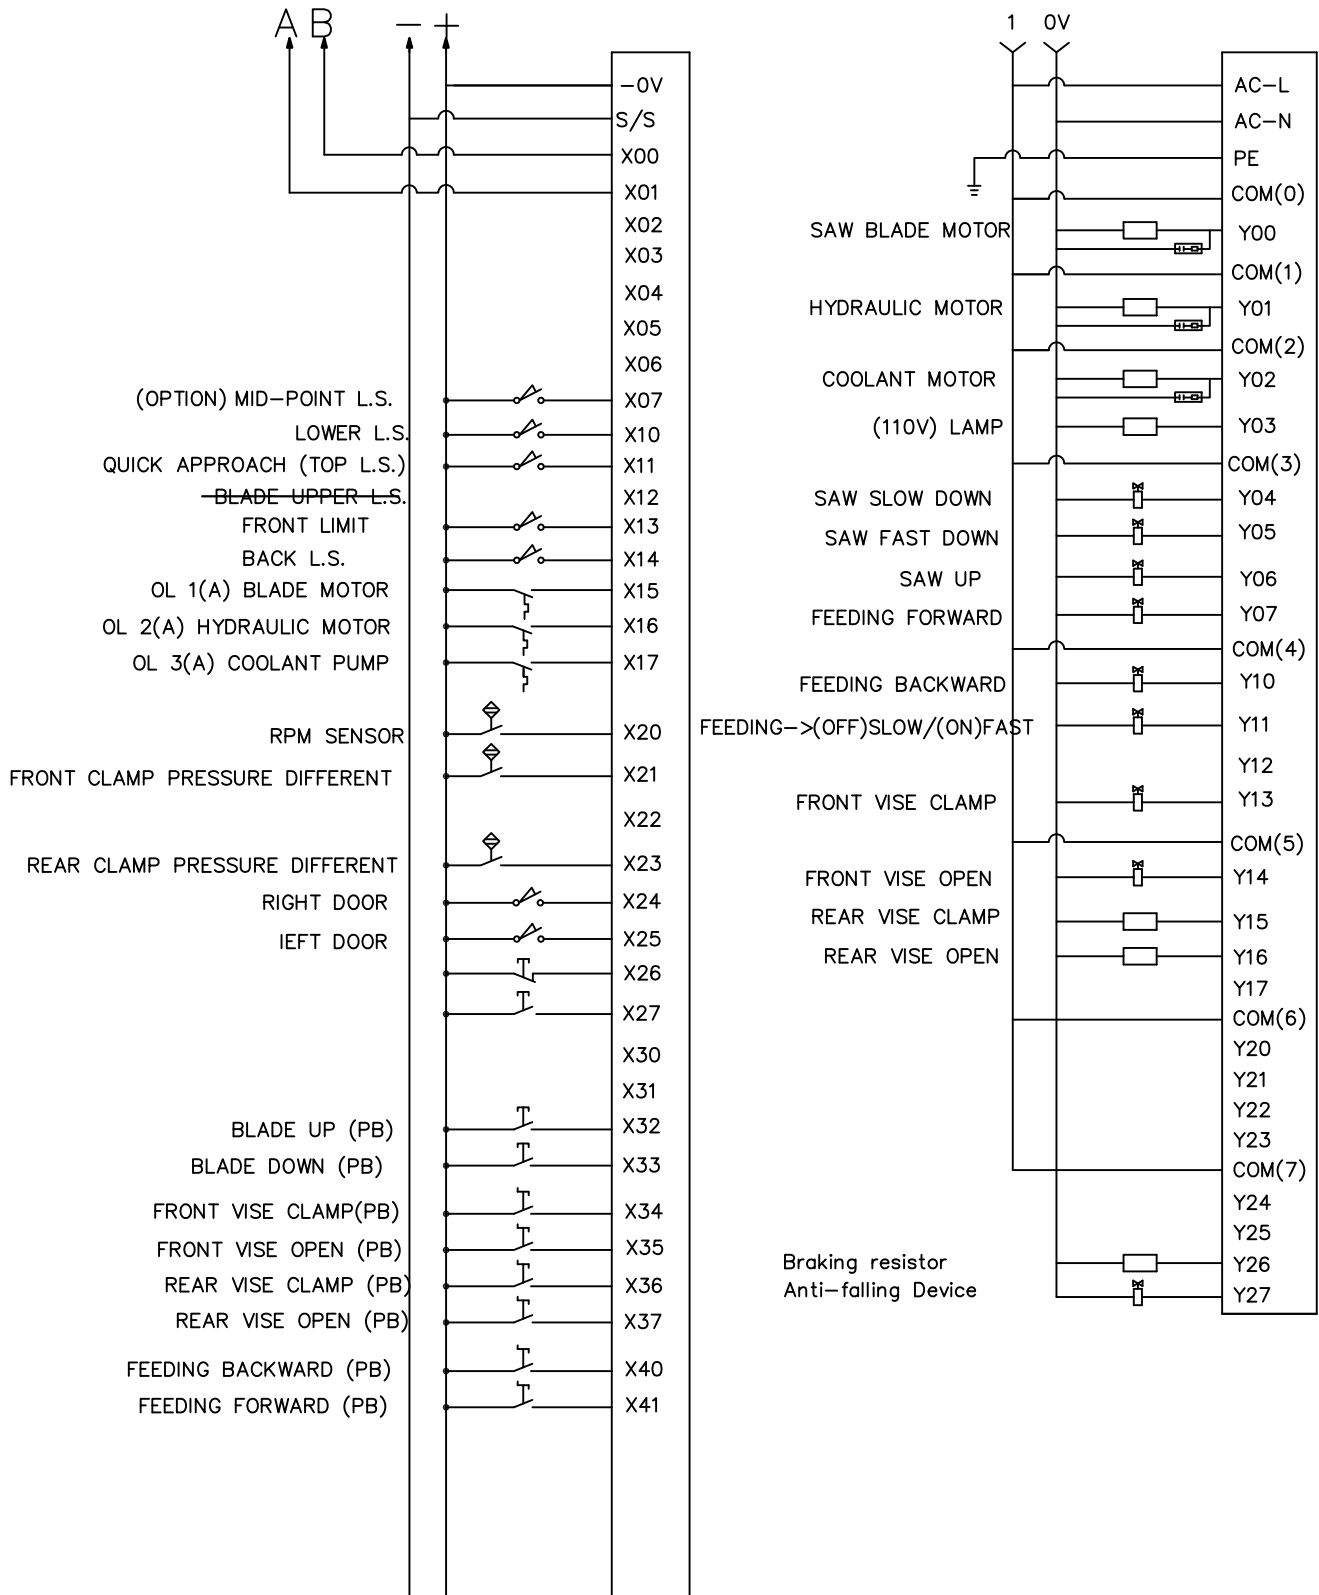 A B — +
–0V
S/S
X00
X01
X02
X03
X04
X05
X06
(OPTION) MID–POINT L.S. X07
LOWER L.S. X10
QUICK APPROACH (TOP L.S.) X11
BLADE UPPER L.S. X12
FRONT LIMIT X13
BACK L.S. X14
OL 1(A) BLADE MOTOR X15
OL 2(A) HYDRAULIC MOTOR X16
OL 3(A) COOLANT PUMP X17
RPM SENSOR X20
FRONT CLAMP PRESSURE DIFFERENT X21
X22
REAR CLAMP PRESSURE DIFFERENT X23
RIGHT DOOR X24
lEFT DOOR X25
X26
X27
X30
X31
BLADE UP (PB) X32
BLADE DOWN (PB) X33
FRONT VISE CLAMP(PB) X34
FRONT VISE OPEN (PB) X35
REAR VISE CLAMP (PB) X36
REAR VISE OPEN (PB) X37
FEEDING BACKWARD (PB) X40
FEEDING FORWARD (PB) X41
1 0V
AC–L
AC–N
PE
COM(0)
SAW BLADE MOTOR Y00
COM(1)
HYDRAULIC MOTOR Y01
COM(2)
COOLANT MOTOR Y02
(110V) LAMP Y03
COM(3)
SAW SLOW DOWN Y04
SAW FAST DOWN Y05
SAW UP Y06
FEEDING FORWARD Y07
COM(4)
FEEDING BACKWARD Y10
FEEDING–>(OFF)SLOW/(ON)FAST Y11
Y12
FRONT VISE CLAMP Y13
COM(5)
FRONT VISE OPEN Y14
REAR VISE CLAMP Y15
REAR VISE OPEN Y16
Y17
COM(6)
Y20
Y21
Y22
Y23
COM(7)
Y24
Y25
Braking resistor Y26
Anti–falling Device Y27